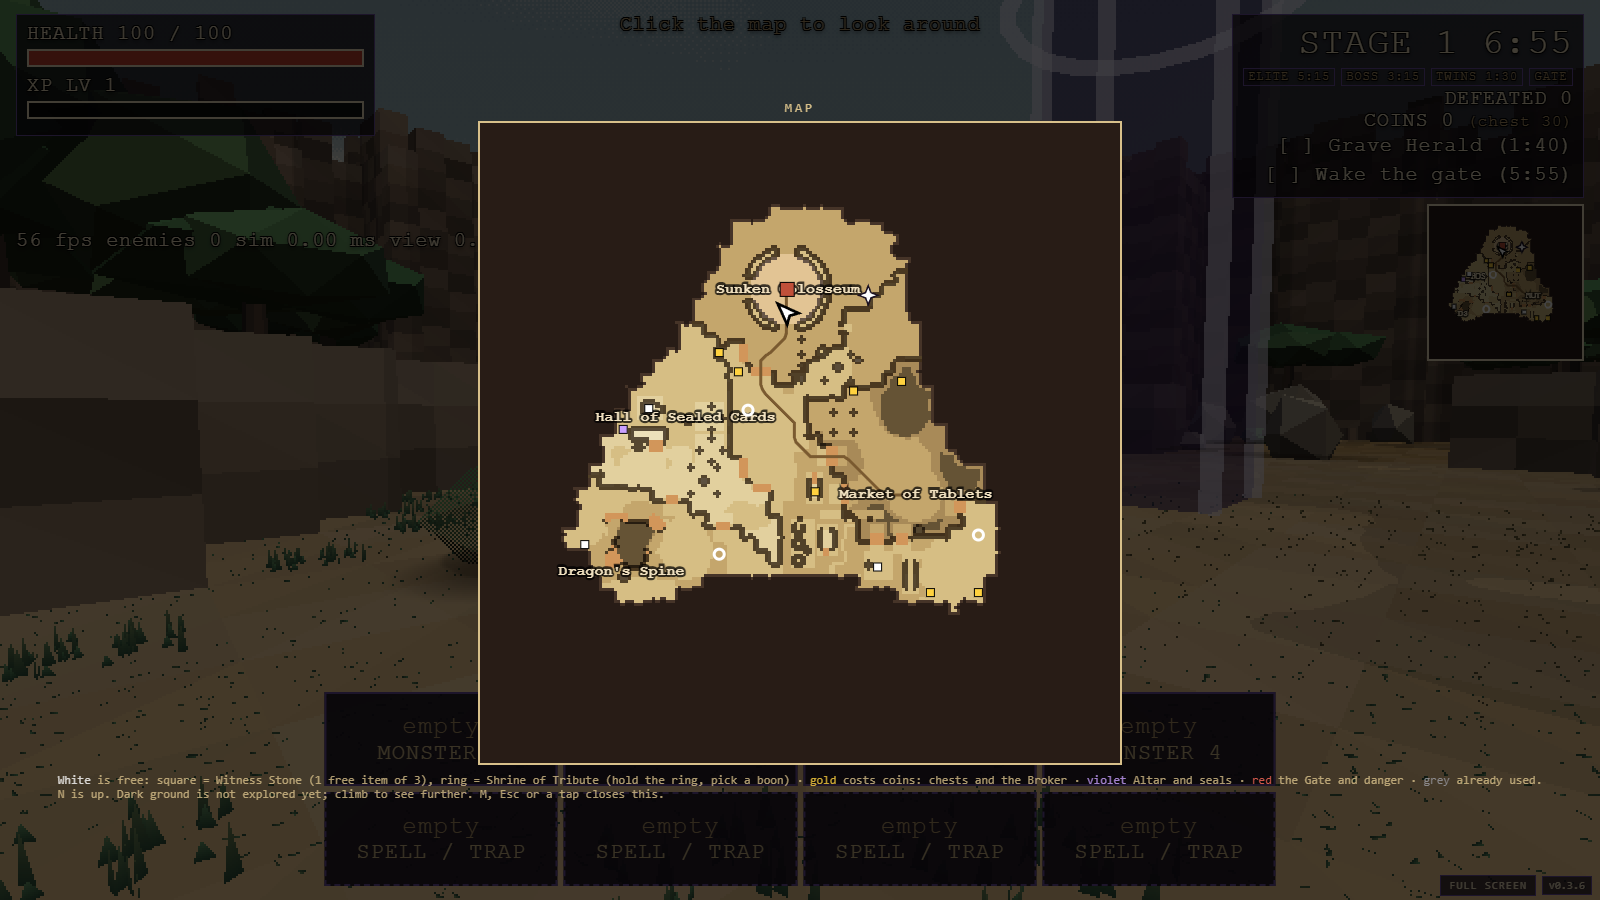 HEALTH 100 / 100
XP LV 1
56 fps enemies 0 sim 0.00 ms view 0.
Click the map to look around
STAGE 1 6:55
ELITE 5:15 BOSS 3:15 TWINS 1:30 GATE
DEFEATED 0
COINS 0 (chest 30)
[ ] Grave Herald (1:40)
[ ] Wake the gate (5:55)
MAP
Sunken Colosseum
Hall of Sealed Cards
Market of Tablets
Dragon's Spine
empty
MONSTER
empty
NSTER 4
White is free: square = Witness Stone (1 free item of 3), ring = Shrine of Tribute (hold the ring, pick a boon) · gold costs coins: chests and the Broker · violet Altar and seals · red the Gate and danger · grey already used.
N is up. Dark ground is not explored yet; climb to see further. M, Esc or a tap closes this.
empty
SPELL / TRAP
empty
SPELL / TRAP
empty
SPELL / TRAP
empty
SPELL / TRAP
FULL SCREEN
v0.3.6